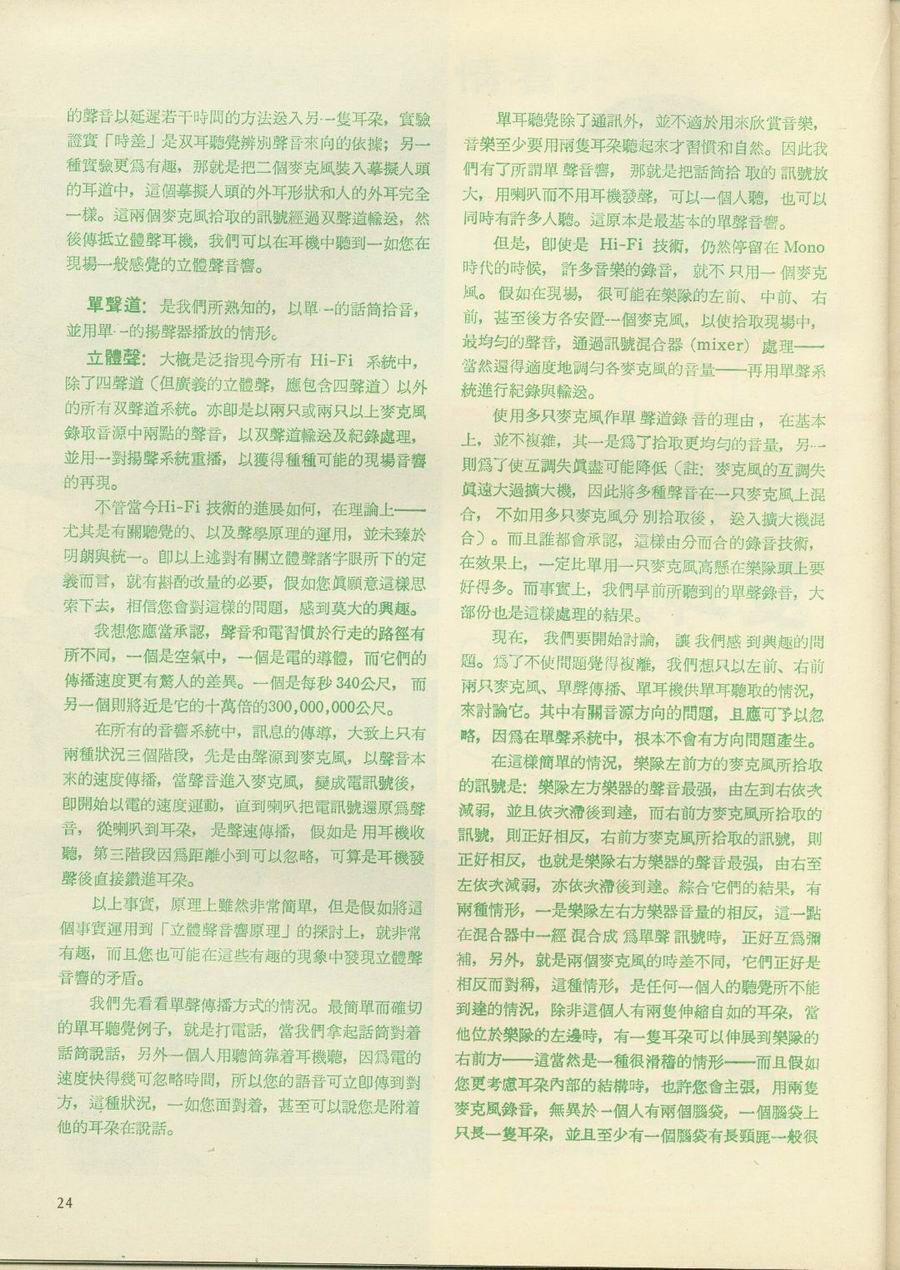 的聲音以延遲若干時間的方法送入另一隻耳朶，實驗
證實「時差」是双耳聽覺辨別聲音來向的依據；另一
種實驗更爲有趣，那就是把二個麥克風裝入摹擬人頭
的耳道中，這個摹擬人頭的外耳形狀和人的外耳完全
一樣。這兩個麥克風拾取的訊號經過双聲道輸送，然
後傳抵立體聲耳機，我們可以在耳機中聽到一如您在
現場一般感覺的立體聲音響。
單聲道：是我們所熟知的，以單一的話筒拾音，
並用單一的揚聲器播放的情形。
立體聲：大槪是泛指現今所有 Hi-Fi 系統中，
除了四聲道（但廣義的立體聲，應包含四聲道）以外
的所有双聲道系統。亦卽是以兩只或兩只以上麥克風
錄取音源中兩點的聲音，以双聲道輸送及紀錄處理，
並用一對揚聲系統重播，以獲得種種可能的現場音響
的再現。
不管當今Hi-Fi 技術的進展如何，在理論上——
尤其是有關聽覺的、以及聲學原理的運用，並未臻於
明朗與統一。卽以上述對有關立體聲諸字眼所下的定
義而言，就有斟酌改量的必要，假如您眞願意這樣思
索下去，相信您會對這樣的問題，感到莫大的興趣。
我想您應當承認，聲音和電習慣於行走的路徑有
所不同，一個是空氣中，一個是電的導體，而它們的
傳播速度更有驚人的差異。一個是每秒 340公尺， 而
另一個則將近是它的十萬倍的300,000,000公尺。
在所有的音響系統中，訊息的傳導，大致上只有
兩種狀況三個階段，先是由聲源到麥克風，以聲音本
來的速度傳播，當聲音進入麥克風，變成電訊號後，
卽開始以電的速度運動，直到喇叭把電訊號還原爲聲
音，從喇叭到耳朶，是聲速傳播，假如是 用耳機收
聽，第三階段因爲距離小到可以忽略，可算是耳機發
聲後直接鑽進耳朶。
以上事實，原理上雖然非常簡單，但是假如將這
個事實運用到「立體聲音響原理」的探討上，就非常
有趣，而且您也可能在這些有趣的現象中發現立體聲
音響的矛盾。
我們先看看單聲傳播方式的情況。最簡單而確切
的單耳聽覺例子，就是打電話，當我們拿起話筒對着
話筒說話，另外一個人用聽筒靠着耳機聽，因爲電的
速度快得幾可忽略時間，所以您的語音可立卽傳到對
方，這種狀況，一如您面對着，甚至可以說您是附着
他的耳朶在說話。
單耳聽覺除了通訊外，並不適於用來欣賞音樂，
音樂至少要用兩隻耳朶聽起來才習慣和自然。因此我
們有了所謂單 聲音響， 那就是把話筒拾 取的 訊號放
大，用喇叭而不用耳機發聲，可以一個人聽，也可以
同時有許多人聽。這原本是最基本的單聲音響。
但是，卽使是 Hi-Fi 技術，仍然停留在 Mono
時代的時候， 許多音樂的錄音， 就不 只用一 個麥克
風。 假如在現場， 很可能在樂隊的左前、 中前、 右
前，甚至後方各安置一個麥克風，以使拾取現場中，
最均匀的聲音，通過訊號混合器（mixer）處理——
當然還得適度地調匀各麥克風的音量——再用單聲系
統進行紀錄與輸送。
使用多只麥克風作單 聲道錄 音的理由， 在基本
上，並不複雜，其一是爲了拾取更均匀的音量，另一
則爲了使互調失眞盡可能降低（註：麥克風的互調失
眞遠大過擴大機，因此將多種聲音在一只麥克風上混
合， 不如用多只麥克風分 別拾取後， 送入擴大機混
合）。而且誰都會承認，這樣由分而合的錄音技術，
在效果上，一定比單用一只麥克風高懸在樂隊頭上要
好得多。而事實上，我們早前所聽到的單聲錄音，大
部份也是這樣處理的結果。
現在， 我們要開始討論， 讓 我們感 到興趣的問
題。爲了不使問題覺得複離，我們想只以左前、右前
兩只麥克風、單聲傳播、單耳機供單耳聽取的情況，
來討論它。其中有關音源方向的問題，且應可予以忽
略，因爲在單聲系統中，根本不會有方向問題產生。
在這樣簡單的情況，樂隊左前方的麥克風所拾取
的訊號是：樂隊左方樂器的聲音最强，由左到右依次
減弱，並且依次滯後到達，而右前方麥克風所拾取的
訊號，則正好相反，右前方麥克風所拾取的訊號，則
正好相反，也就是樂隊右方樂器的聲音最强，由右至
左依次減弱，亦依次滯後到達。綜合它們的結果，有
兩種情形，一是樂隊左右方樂器音量的相反，這一點
在混合器中一經 混合成 爲單聲 訊號時， 正好互爲彌
補，另外，就是兩個麥克風的時差不同，它們正好是
相反而對稱，這種情形，是任何一個人的聽覺所不能
到達的情況，除非這個人有兩隻伸縮自如的耳朶，當
他位於樂隊的左邊時，有一隻耳朶可以伸展到樂隊的
右前方——這當然是一種很滑稽的情形——而且假如
您更考慮耳朶內部的結構時，也許您會主張，用兩隻
麥克風錄音，無異於一個人有兩個腦袋，一個腦袋上
只長一隻耳朶，並且至少有一個腦袋有長頸鹿一般很
24